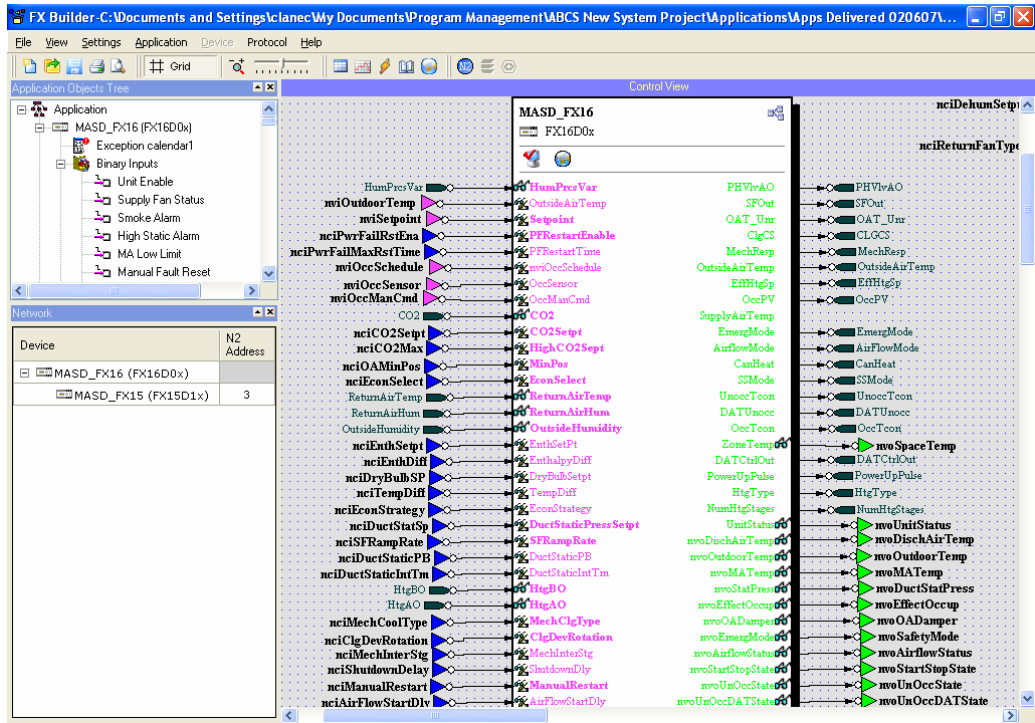 FX Builder-C:\Documents and Settings\clanec\My Documents\Program Management\ABCS New System Project\Applications\Apps Delivered 020607\...
File View Settings Application Device Protocol Help
Grid N2
Application Objects Tree
Application
MASD_FX16 (FX16D0x)
Exception calendar1
Binary Inputs
Unit Enable
Supply Fan Status
Smoke Alarm
High Static Alarm
MA Low Limit
Manual Fault Reset
Network
Device N2 Address
MASD_FX16 (FX16D0x)
MASD_FX15 (FX15D1x) 3
Control View
MASD_FX16
FX16D0x
nciDehumSetp
nciReturnFanType
HumPrcsVar HumPrcsVar PHVlvAO PHVlvAO
nviOutdoorTemp OutsideAirTemp SFOut SFOut
nviSetpoint Setpoint OAT_Unr OAT_Unr
nciPwrFailRstEna PFRestartEnable ClgCS CLGCS
nciPwrFailMaxRstTime PFRestartTime MechResp MechResp
nviOccSchedule nviOccSchedule OutsideAirTemp OutsideAirTemp
nviOccSensor OccSensor EffHtgSp EffHtgSp
nviOccManCmd OccManCmd OccPV OccPV
CO2 CO2 SupplyAirTemp
nciCO2Setpt CO2Setpt EmergMode EmergMode
nciCO2Max HighCO2Sept AirflowMode AirFlowMode
nciOAMinPos MinPos CanHeat CanHeat
nciEconSelect EconSelect SSMode SSMode
ReturnAirTemp ReturnAirTemp UnoccTcon UnoccTcon
ReturnAirHum ReturnAirHum DATUnocc DATUnocc
OutsideHumidity OutsideHumidity OccTcon OccTcon
nciEnthSetpt EnthSetPt ZoneTemp nvoSpaceTemp
nciEnthDiff EnthalpyDiff DATCtrlOut DATCtrlOut
nciDryBulbSP DryBulbSetpt PowerUpPulse PowerUpPulse
nciTempDiff TempDiff HtgType HtgType
nciEconStrategy EconStrategy NumHtgStages NumHtgStages
nciDuctStatSp DuctStaticPressSetpt UnitStatus nvoUnitStatus
nciSFRampRate SFRampRate nvoDischAirTemp nvoDischAirTemp
nciDuctStaticPB DuctStaticPB nvoOutdoorTemp nvoOutdoorTemp
nciDuctStaticIntTm DuctStaticIntTm nvoMATemp nvoMATemp
HtgBO HtgBO nvoStatPress nvoDuctStatPress
HtgAO HtgAO nvoEffectOccup nvoEffectOccup
nciMechCoolType MechClgType nvoOADamper nvoOADamper
nciClgDevRotation ClgDevRotation nvoEmergMode nvoSafetyMode
nciMechInterStg MechInterStg nvoAirflowStatus nvoAirflowStatus
nciShutdownDelay ShutdownDly nvoStartStopState nvoStartStopState
nciManualRestart ManualRestart nvoUnOccState nvoUnOccState
nciAirFlowStartDly AirFlowStartDly nvoUnOccDATState nvoUnOccDATState